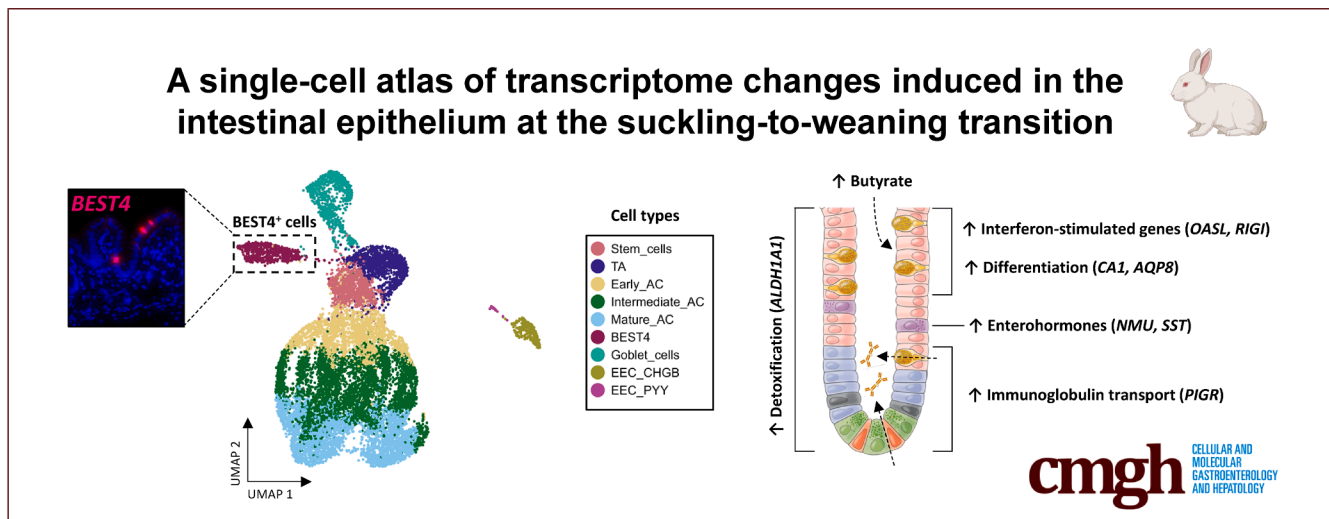 A single-cell atlas of transcriptome changes induced in the
intestinal epithelium at the suckling-to-weaning transition
BEST4
BEST4⁺ cells
UMAP 2
UMAP 1
Cell types
Stem_cells
TA
Early_AC
Intermediate_AC
Mature_AC
BEST4
Goblet_cells
EEC_CHGB
EEC_PYY
↑ Butyrate
↑ Detoxification (ALDH1A1)
↑ Interferon-stimulated genes (OASL, RIGI)
↑ Differentiation (CA1, AQP8)
↑ Enterohormones (NMU, SST)
↑ Immunoglobulin transport (PIGR)
cmgh
CELLULAR AND
MOLECULAR
GASTROENTEROLOGY
AND HEPATOLOGY